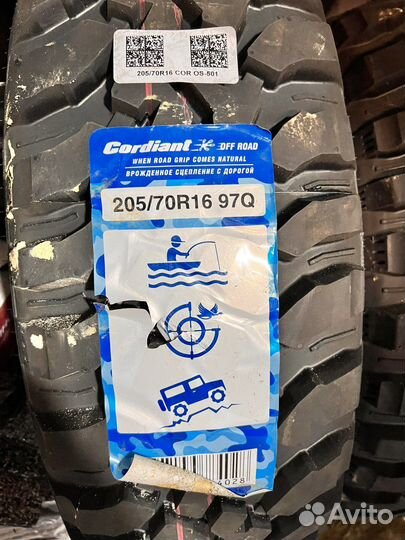 205/70R16 COR OS-501
Cordiant OFF ROAD
WHEN ROAD GRIP COMES NATURAL
ВРОЖДЕННОЕ СЦЕПЛЕНИЕ С ДОРОГОЙ
205/70R16 97Q
4028
Avito